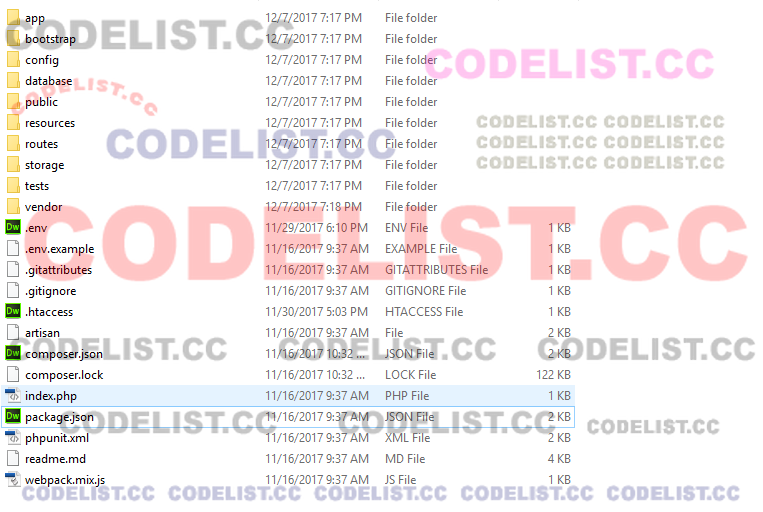 app 12/7/2017 7:17 PM File folder
CODELIST.CC
bootstrap 12/7/2017 7:17 PM File folder
config 12/7/2017 7:17 PM File folder
CODELIST.CC
database 12/7/2017 7:17 PM File folder
CODELIST.CC
public 12/7/2017 7:17 PM File folder
resources 12/7/2017 7:17 PM File folder
CODELIST.CC CODELIST.CC
routes 12/7/2017 7:17 PM File folder
CODELIST.CC
CODELIST.CC CODELIST.CC
storage 12/7/2017 7:17 PM File folder
CODELIST.CC CODELIST.CC
tests 12/7/2017 7:17 PM File folder
vendor 12/7/2017 7:18 PM File folder
.env 11/29/2017 6:10 PM ENV File 1 KB
CODELIST.CC
.env.example 11/16/2017 9:37 AM EXAMPLE File 1 KB
.gitattributes 11/16/2017 9:37 AM GITATTRIBUTES File 1 KB
.gitignore 11/16/2017 9:37 AM GITIGNORE File 1 KB
.htaccess 11/30/2017 5:03 PM HTACCESS File 1 KB
artisan 11/16/2017 9:37 AM File 2 KB
composer.json 11/16/2017 10:32 ... JSON File 2 KB
CODELIST.CC CODELIST.CC CODELIST.CC
composer.lock 11/16/2017 10:32 ... LOCK File 122 KB
index.php 11/16/2017 9:37 AM PHP File 1 KB
package.json 11/16/2017 9:37 AM JSON File 2 KB
CODELIST.CC CODELIST.CC CODELIST.CC
phpunit.xml 11/16/2017 9:37 AM XML File 2 KB
readme.md 11/16/2017 9:37 AM MD File 4 KB
webpack.mix.js 11/16/2017 9:37 AM JS File 1 KB
CODELIST.CC CODELIST.CC CODELIST.CC CODELIST.CC CODELIST.CC